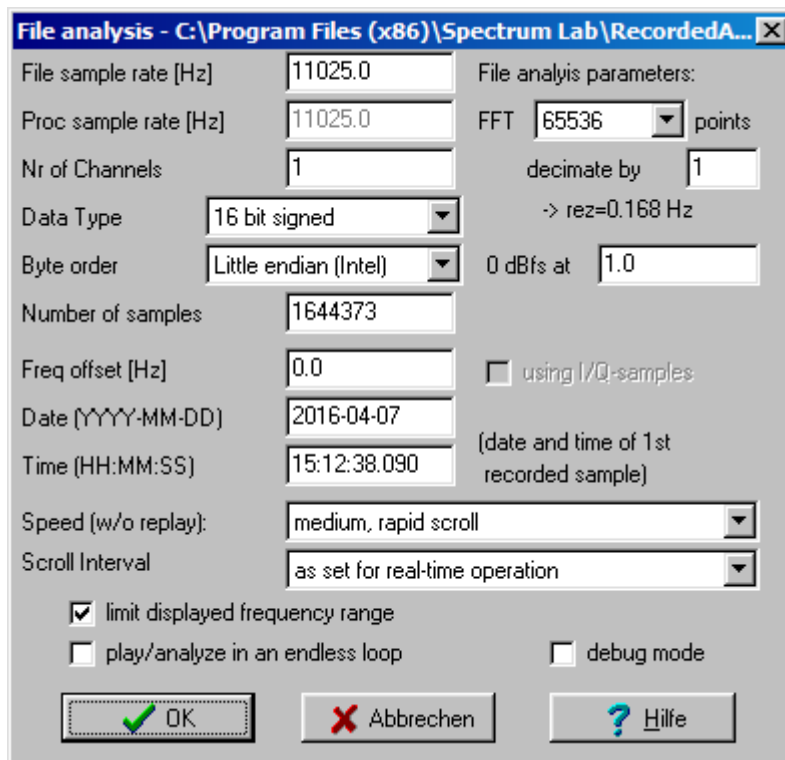 File analysis - C:\Program Files (x86)\Spectrum Lab\RecordedA...
File sample rate [Hz] 11025.0 File analyis parameters:
Proc sample rate [Hz] 11025.0 FFT 65536 points
Nr of Channels 1 decimate by 1
Data Type 16 bit signed -> rez=0.168 Hz
Byte order Little endian (Intel) 0 dBfs at 1.0
Number of samples 1644373
Freq offset [Hz] 0.0 using I/Q-samples
Date (YYYY-MM-DD) 2016-04-07
Time (HH:MM:SS) 15:12:38.090 (date and time of 1st
recorded sample)
Speed (w/o replay): medium, rapid scroll
Scroll Interval as set for real-time operation
limit displayed frequency range
play/analyze in an endless loop debug mode
OK Abbrechen Hilfe